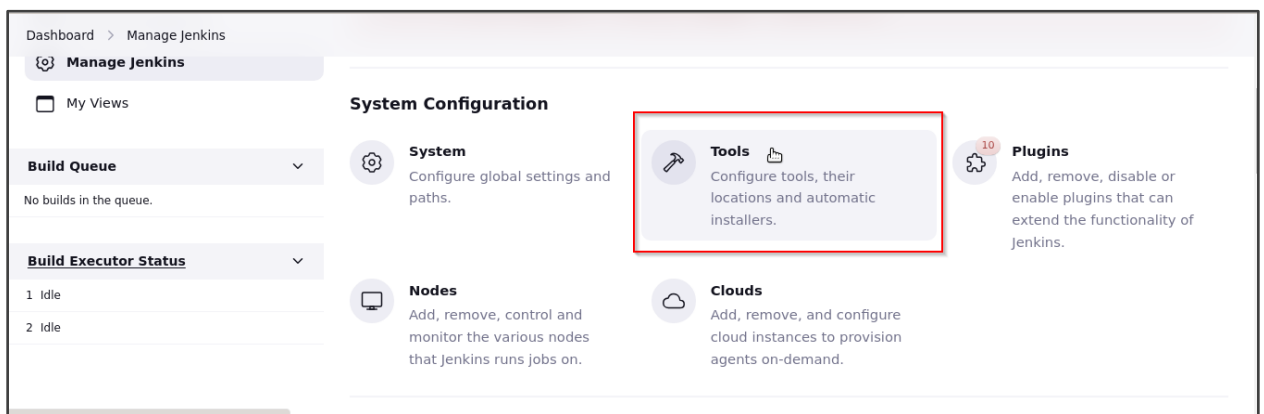 Dashboard > Manage Jenkins
Manage Jenkins
My Views
Build Queue
No builds in the queue.
Build Executor Status
1 Idle
2 Idle
System Configuration
System
Configure global settings and
paths.
Tools
Configure tools, their
locations and automatic
installers.
10
Plugins
Add, remove, disable or
enable plugins that can
extend the functionality of
Jenkins.
Nodes
Add, remove, control and
monitor the various nodes
that Jenkins runs jobs on.
Clouds
Add, remove, and configure
cloud instances to provision
agents on-demand.